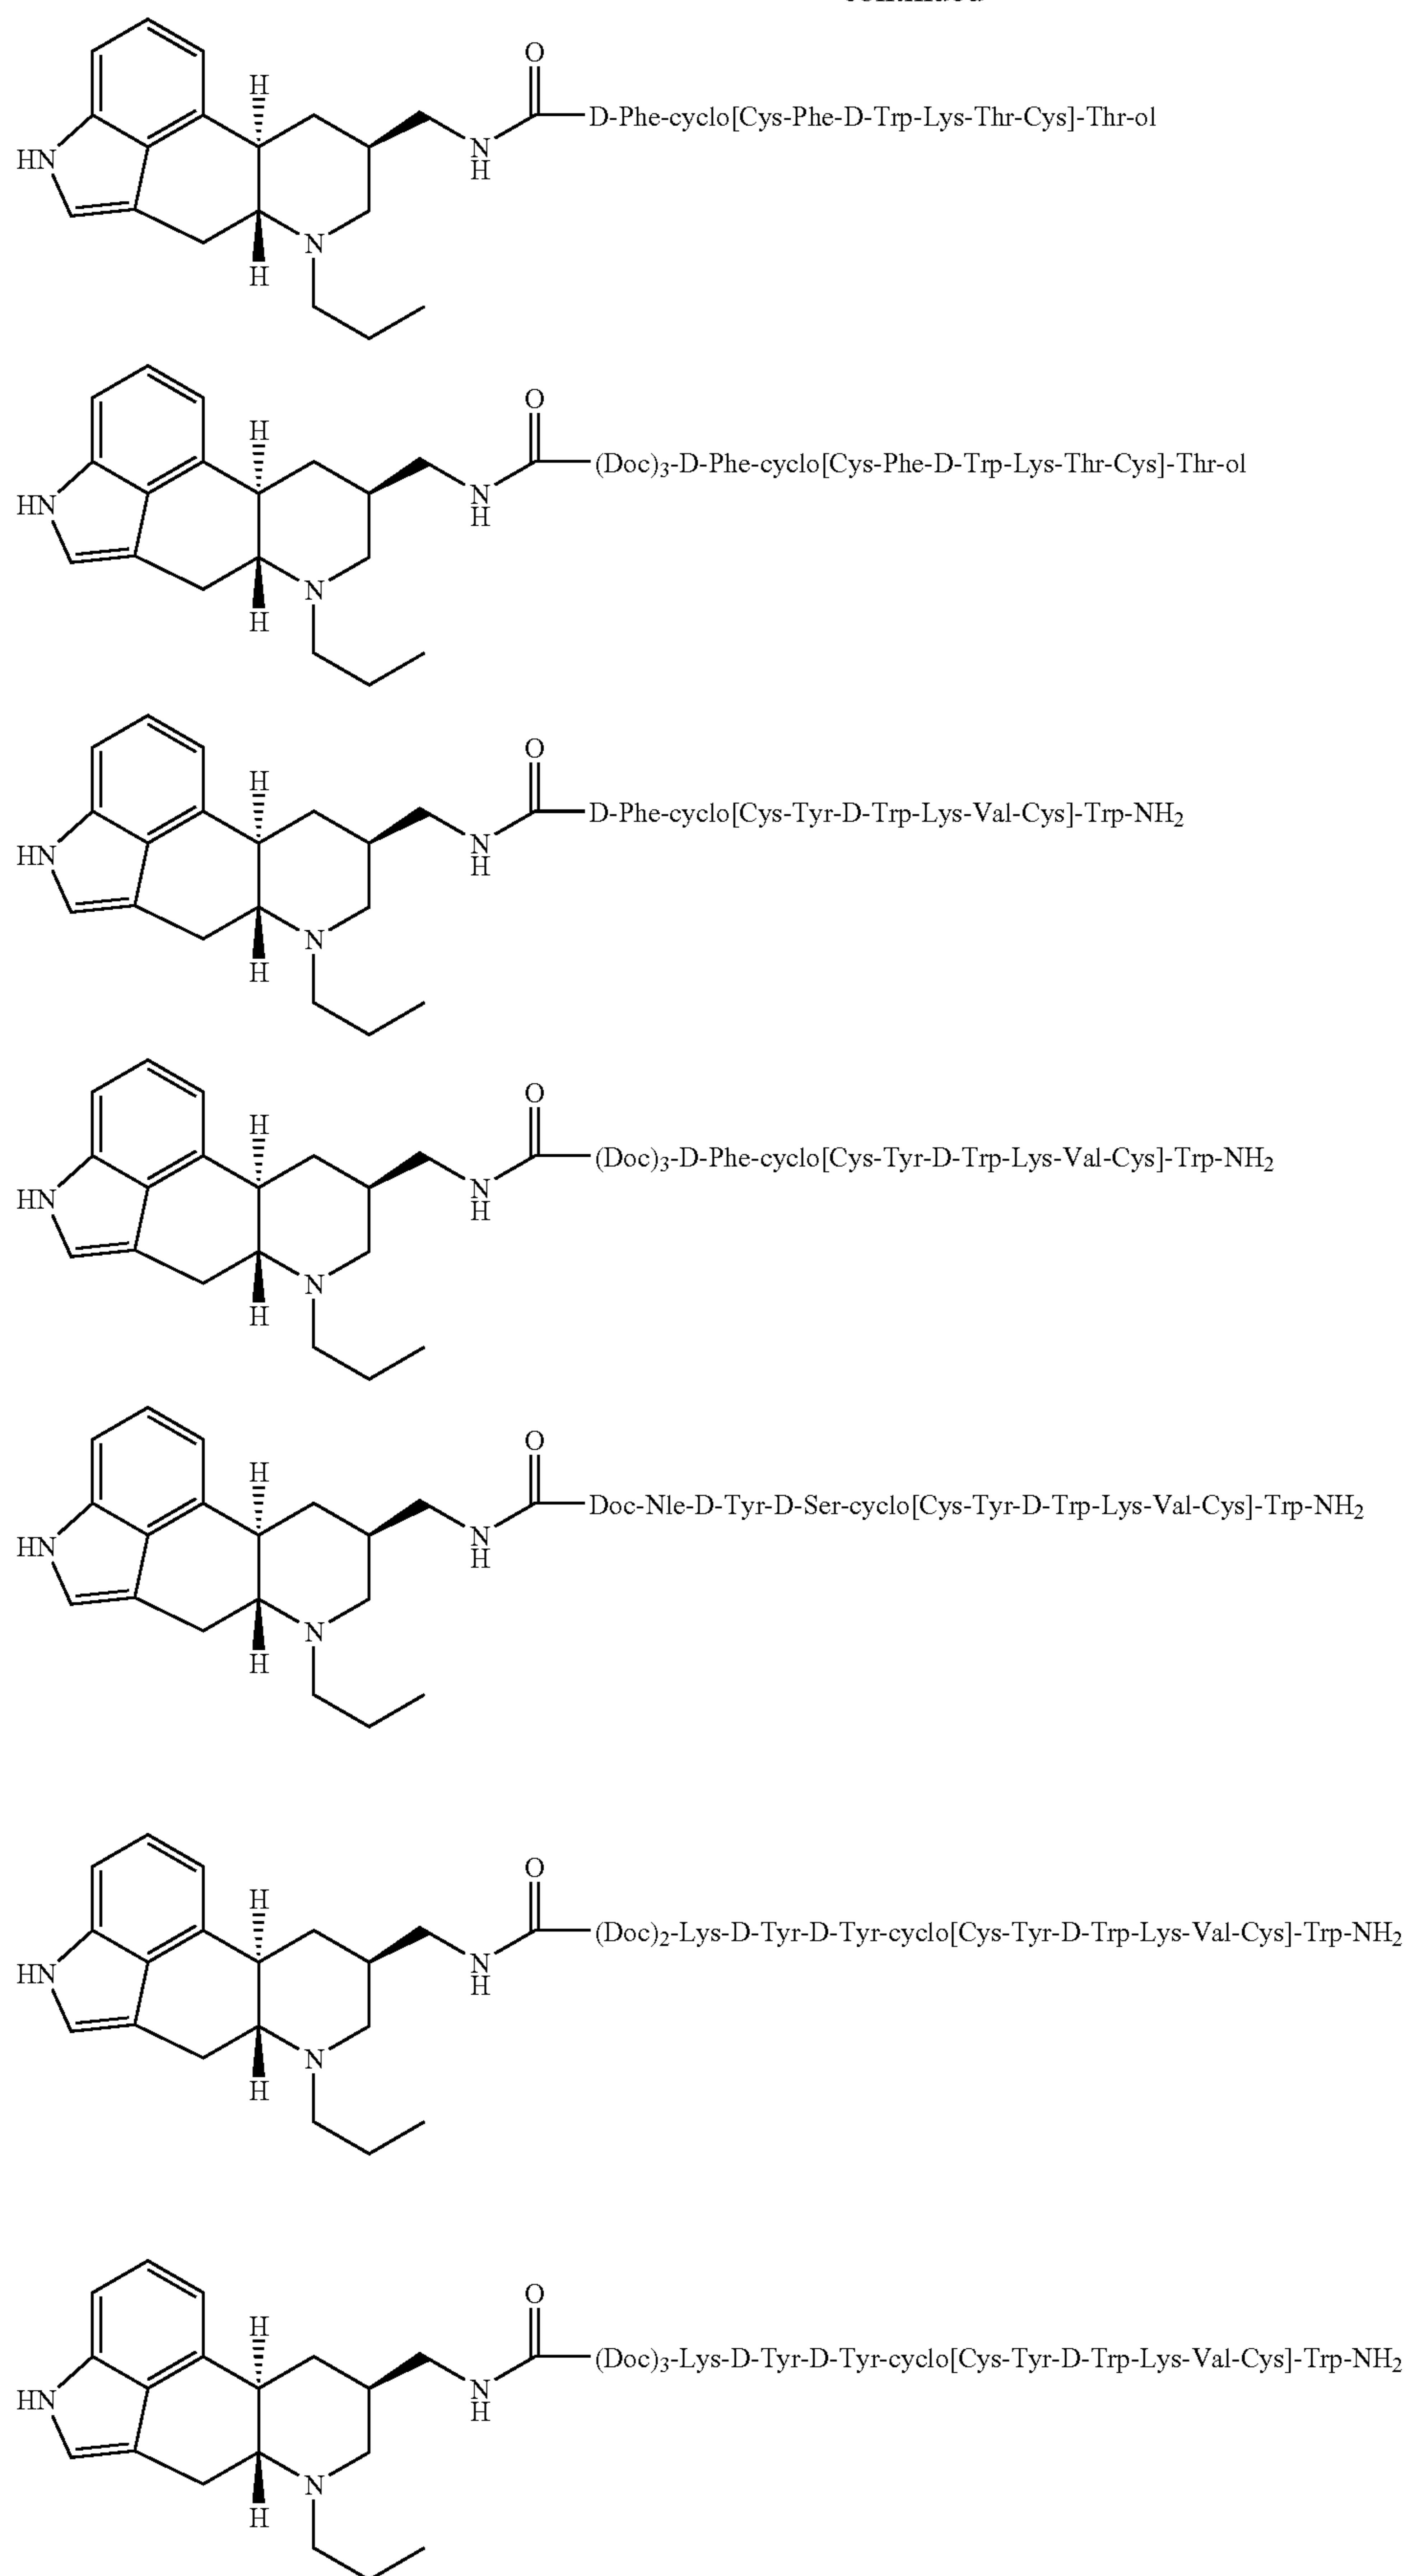 H
O
D-Phe-cyclo[Cys-Phe-D-Trp-Lys-Thr-Cys]-Thr-ol
HN
N
H
N
H
H
O
(Doc)3-D-Phe-cyclo[Cys-Phe-D-Trp-Lys-Thr-Cys]-Thr-ol
HN
N
H
N
H
H
O
D-Phe-cyclo[Cys-Tyr-D-Trp-Lys-Val-Cys]-Trp-NH2
HN
N
H
N
H
H
O
(Doc)3-D-Phe-cyclo[Cys-Tyr-D-Trp-Lys-Val-Cys]-Trp-NH2
HN
N
H
N
H
H
O
Doc-Nle-D-Tyr-D-Ser-cyclo[Cys-Tyr-D-Trp-Lys-Val-Cys]-Trp-NH2
HN
N
H
N
H
H
O
(Doc)2-Lys-D-Tyr-D-Tyr-cyclo[Cys-Tyr-D-Trp-Lys-Val-Cys]-Trp-NH2
HN
N
H
N
H
H
O
(Doc)3-Lys-D-Tyr-D-Tyr-cyclo[Cys-Tyr-D-Trp-Lys-Val-Cys]-Trp-NH2
HN
N
H
N
H